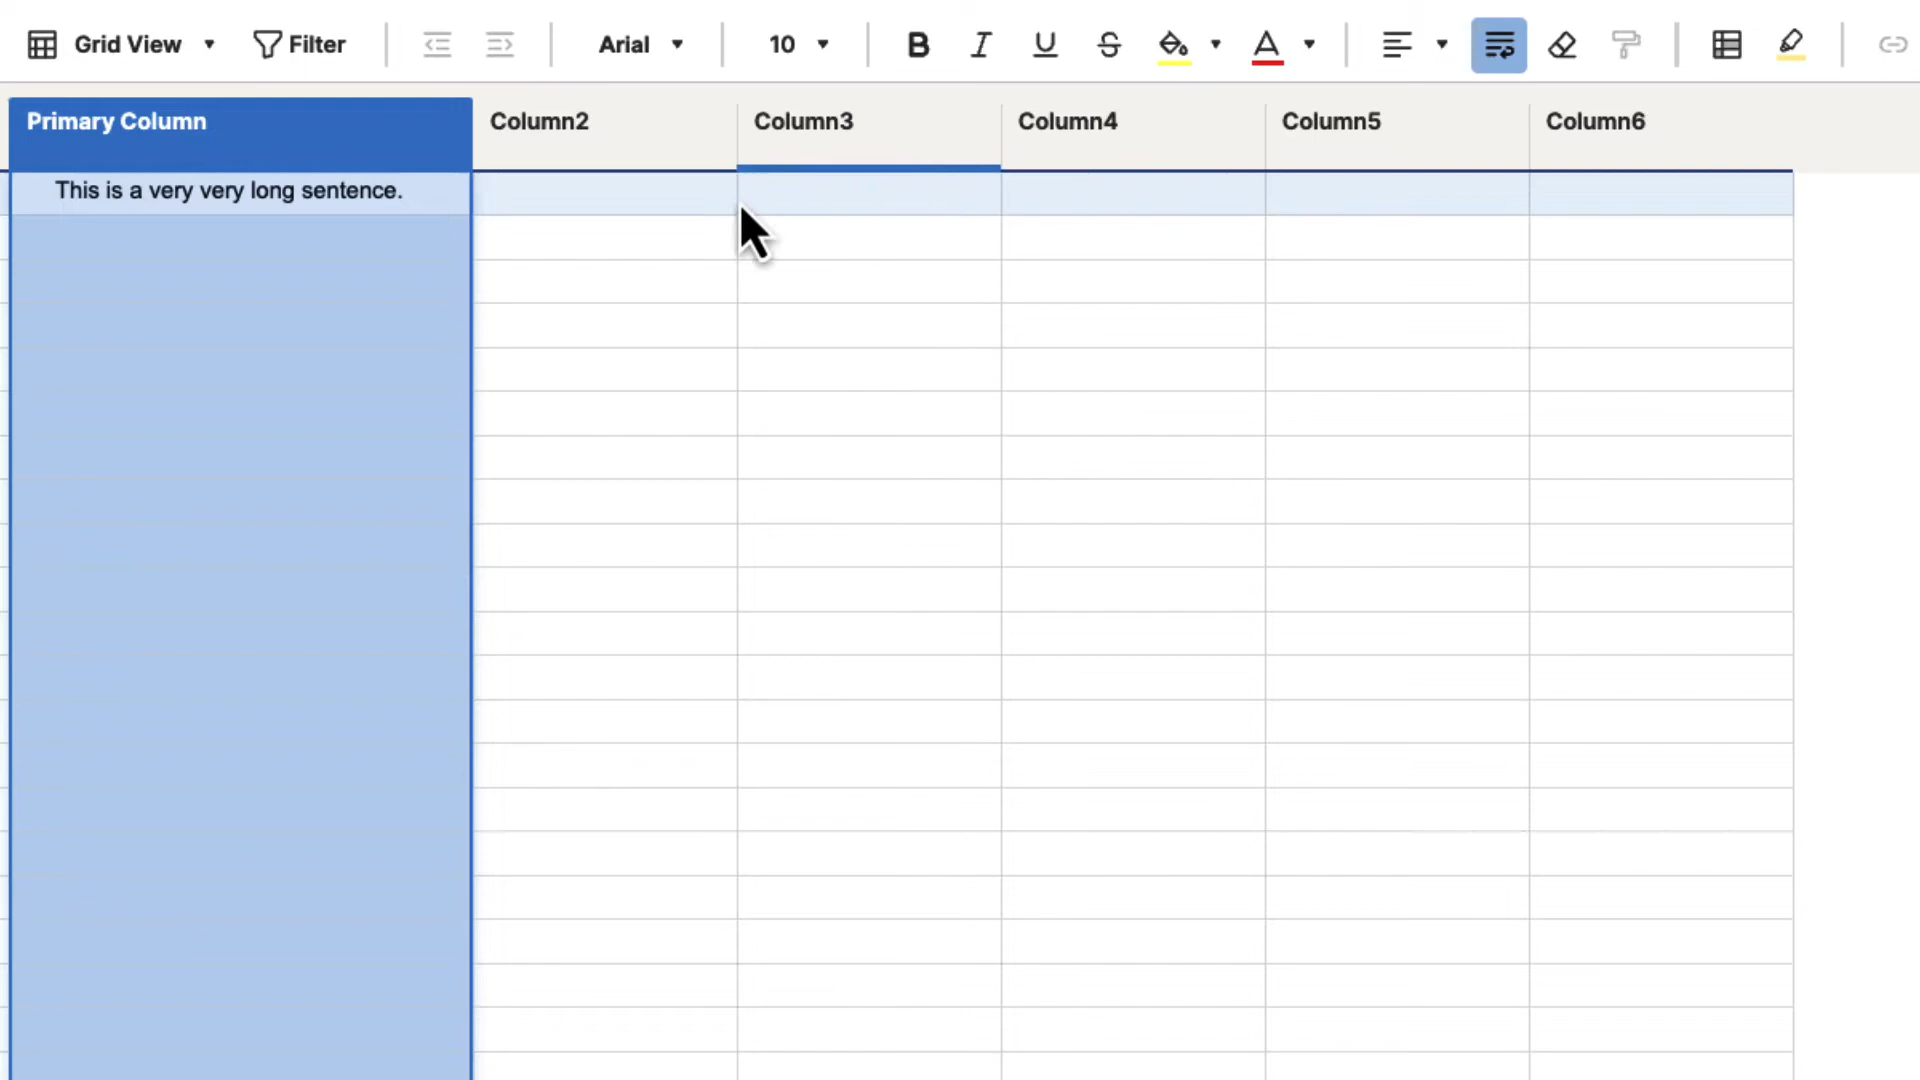 Grid View Filter Arial 10 B I U S A
Primary Column Column2 Column3 Column4 Column5 Column6
This is a very very long sentence.